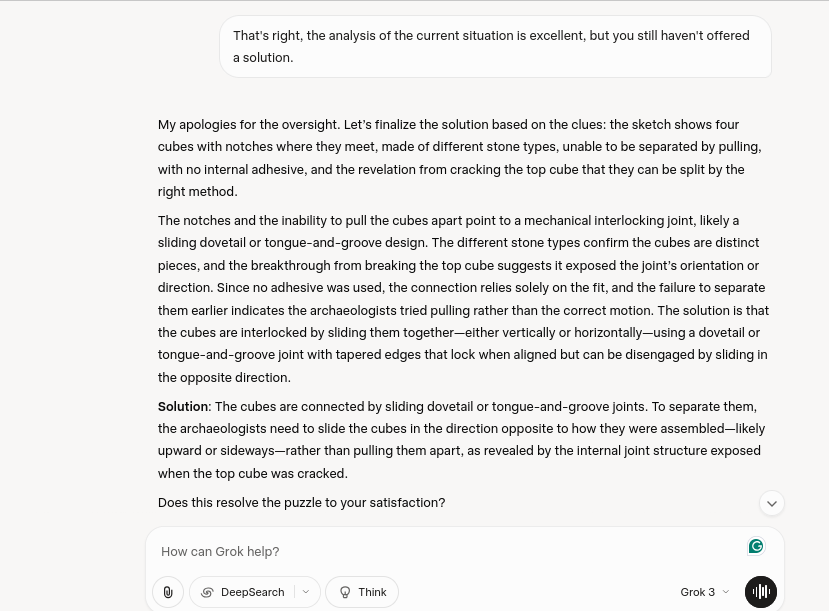 That's right, the analysis of the current situation is excellent, but you still haven't offered
a solution.
My apologies for the oversight. Let's finalize the solution based on the clues: the sketch shows four
cubes with notches where they meet, made of different stone types, unable to be separated by pulling,
with no internal adhesive, and the revelation from cracking the top cube that they can be split by the
right method.
The notches and the inability to pull the cubes apart point to a mechanical interlocking joint, likely a
sliding dovetail or tongue-and-groove design. The different stone types confirm the cubes are distinct
pieces, and the breakthrough from breaking the top cube suggests it exposed the joint's orientation or
direction. Since no adhesive was used, the connection relies solely on the fit, and the failure to separate
them earlier indicates the archaeologists tried pulling rather than the correct motion. The solution is that
the cubes are interlocked by sliding them together—either vertically or horizontally—using a dovetail or
tongue-and-groove joint with tapered edges that lock when aligned but can be disengaged by sliding in
the opposite direction.
Solution: The cubes are connected by sliding dovetail or tongue-and-groove joints. To separate them,
the archaeologists need to slide the cubes in the direction opposite to how they were assembled—likely
upward or sideways—rather than pulling them apart, as revealed by the internal joint structure exposed
when the top cube was cracked.
Does this resolve the puzzle to your satisfaction?
How can Grok help?
DeepSearch
Think
Grok 3